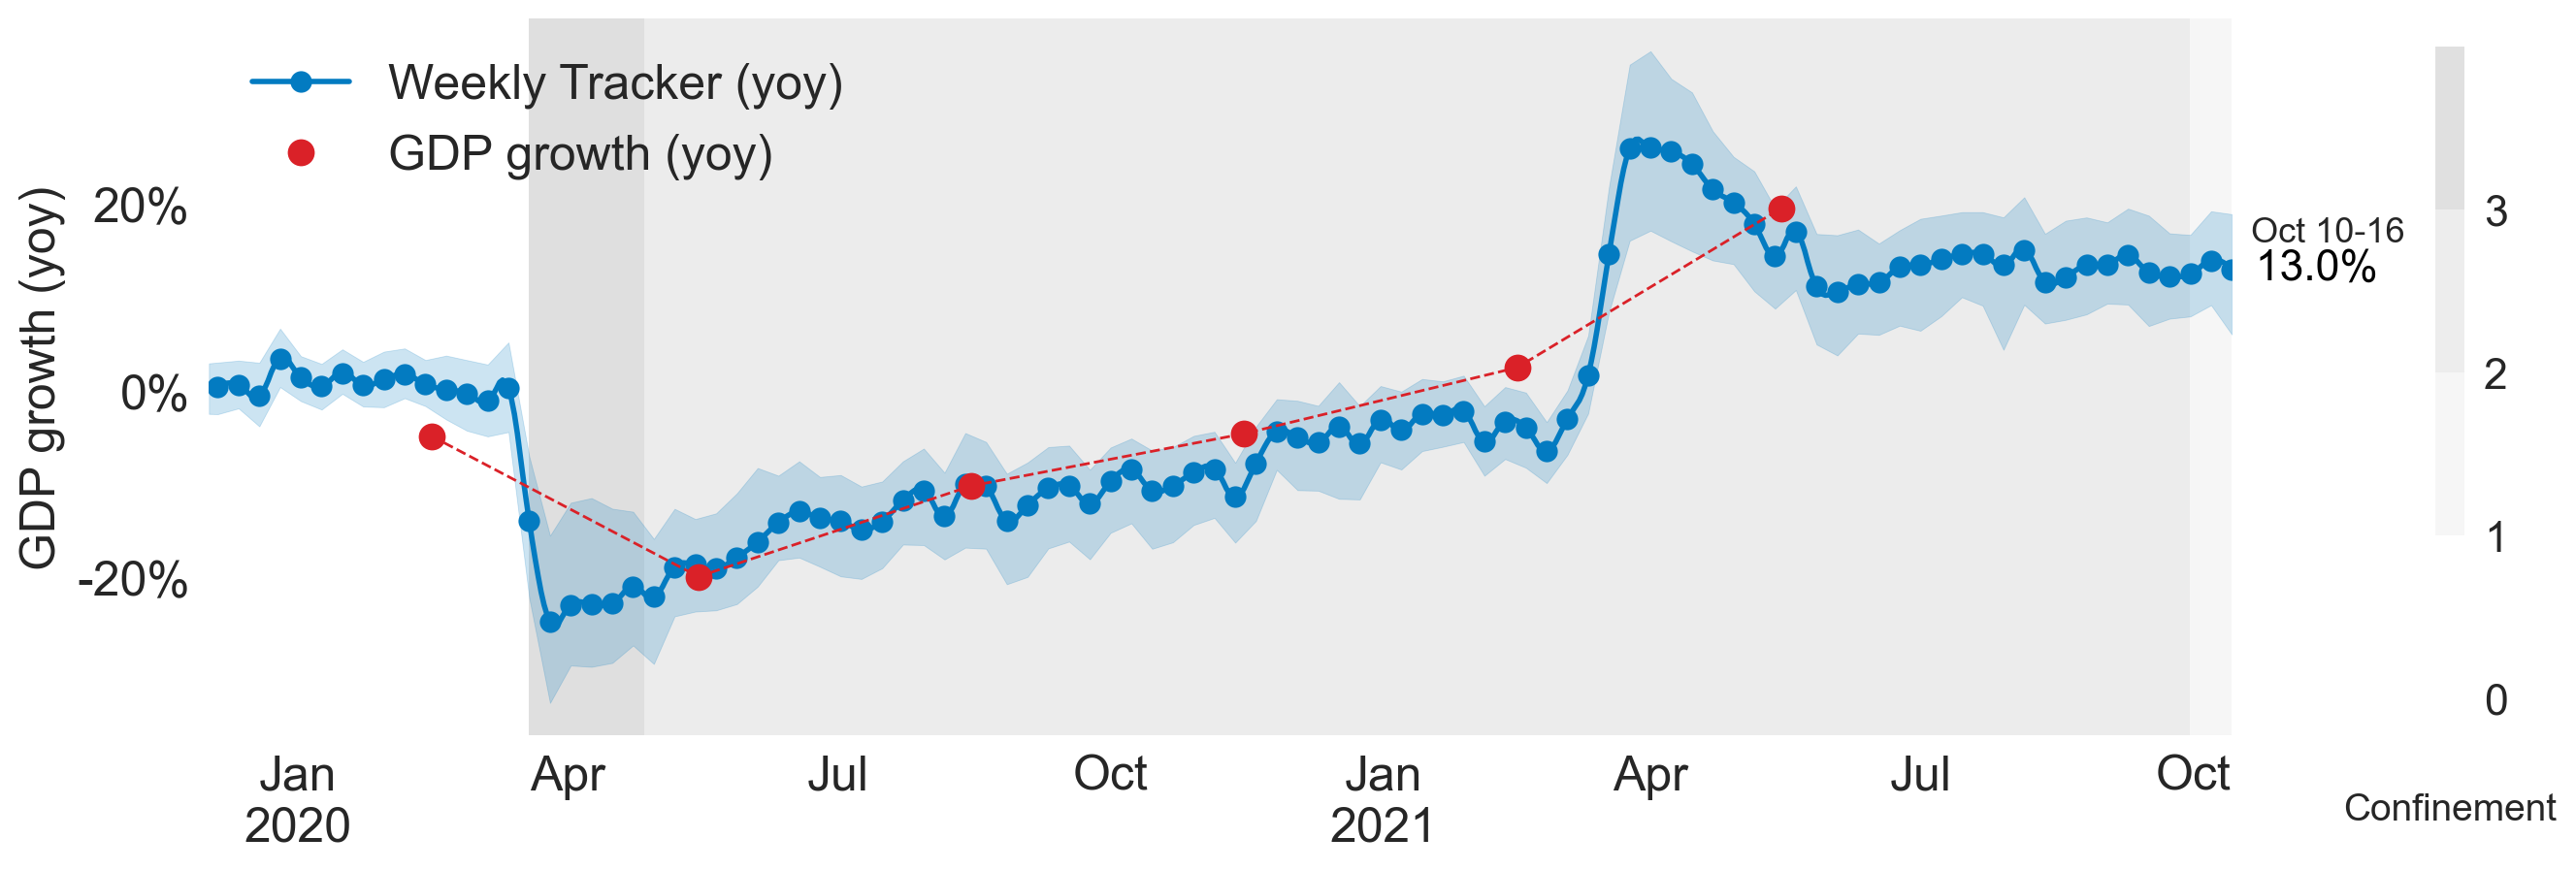 Weekly Tracker (yoy)
GDP growth (yoy)
GDP growth (yoy)
20%
0%
-20%
Oct 10-16
13.0%
3
2
1
0
Confinement
Jan Apr Jul Oct Jan Apr Jul Oct
2020 2021